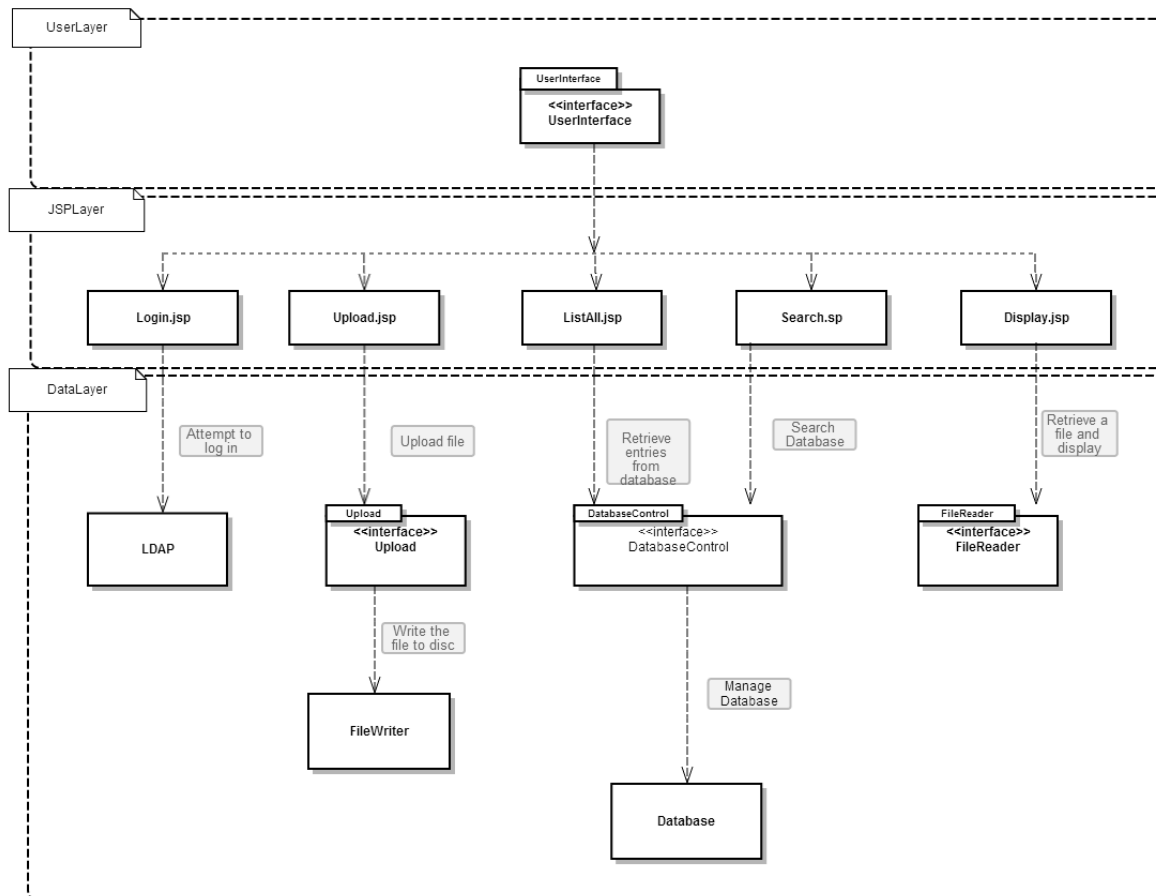 UserLayer
UserInterface
<<interface>>
UserInterface
JSPLayer
Login.jsp
Upload.jsp
ListAll.jsp
Search.sp
Display.jsp
DataLayer
Attempt to
log in
Upload file
Retrieve
entries
from
database
Search
Database
Retrieve a
file and
display
LDAP
Upload
<<interface>>
Upload
DatabaseControl
<<interface>>
DatabaseControl
FileReader
<<interface>>
FileReader
Write the
file to disc
FileWriter
Manage
Database
Database